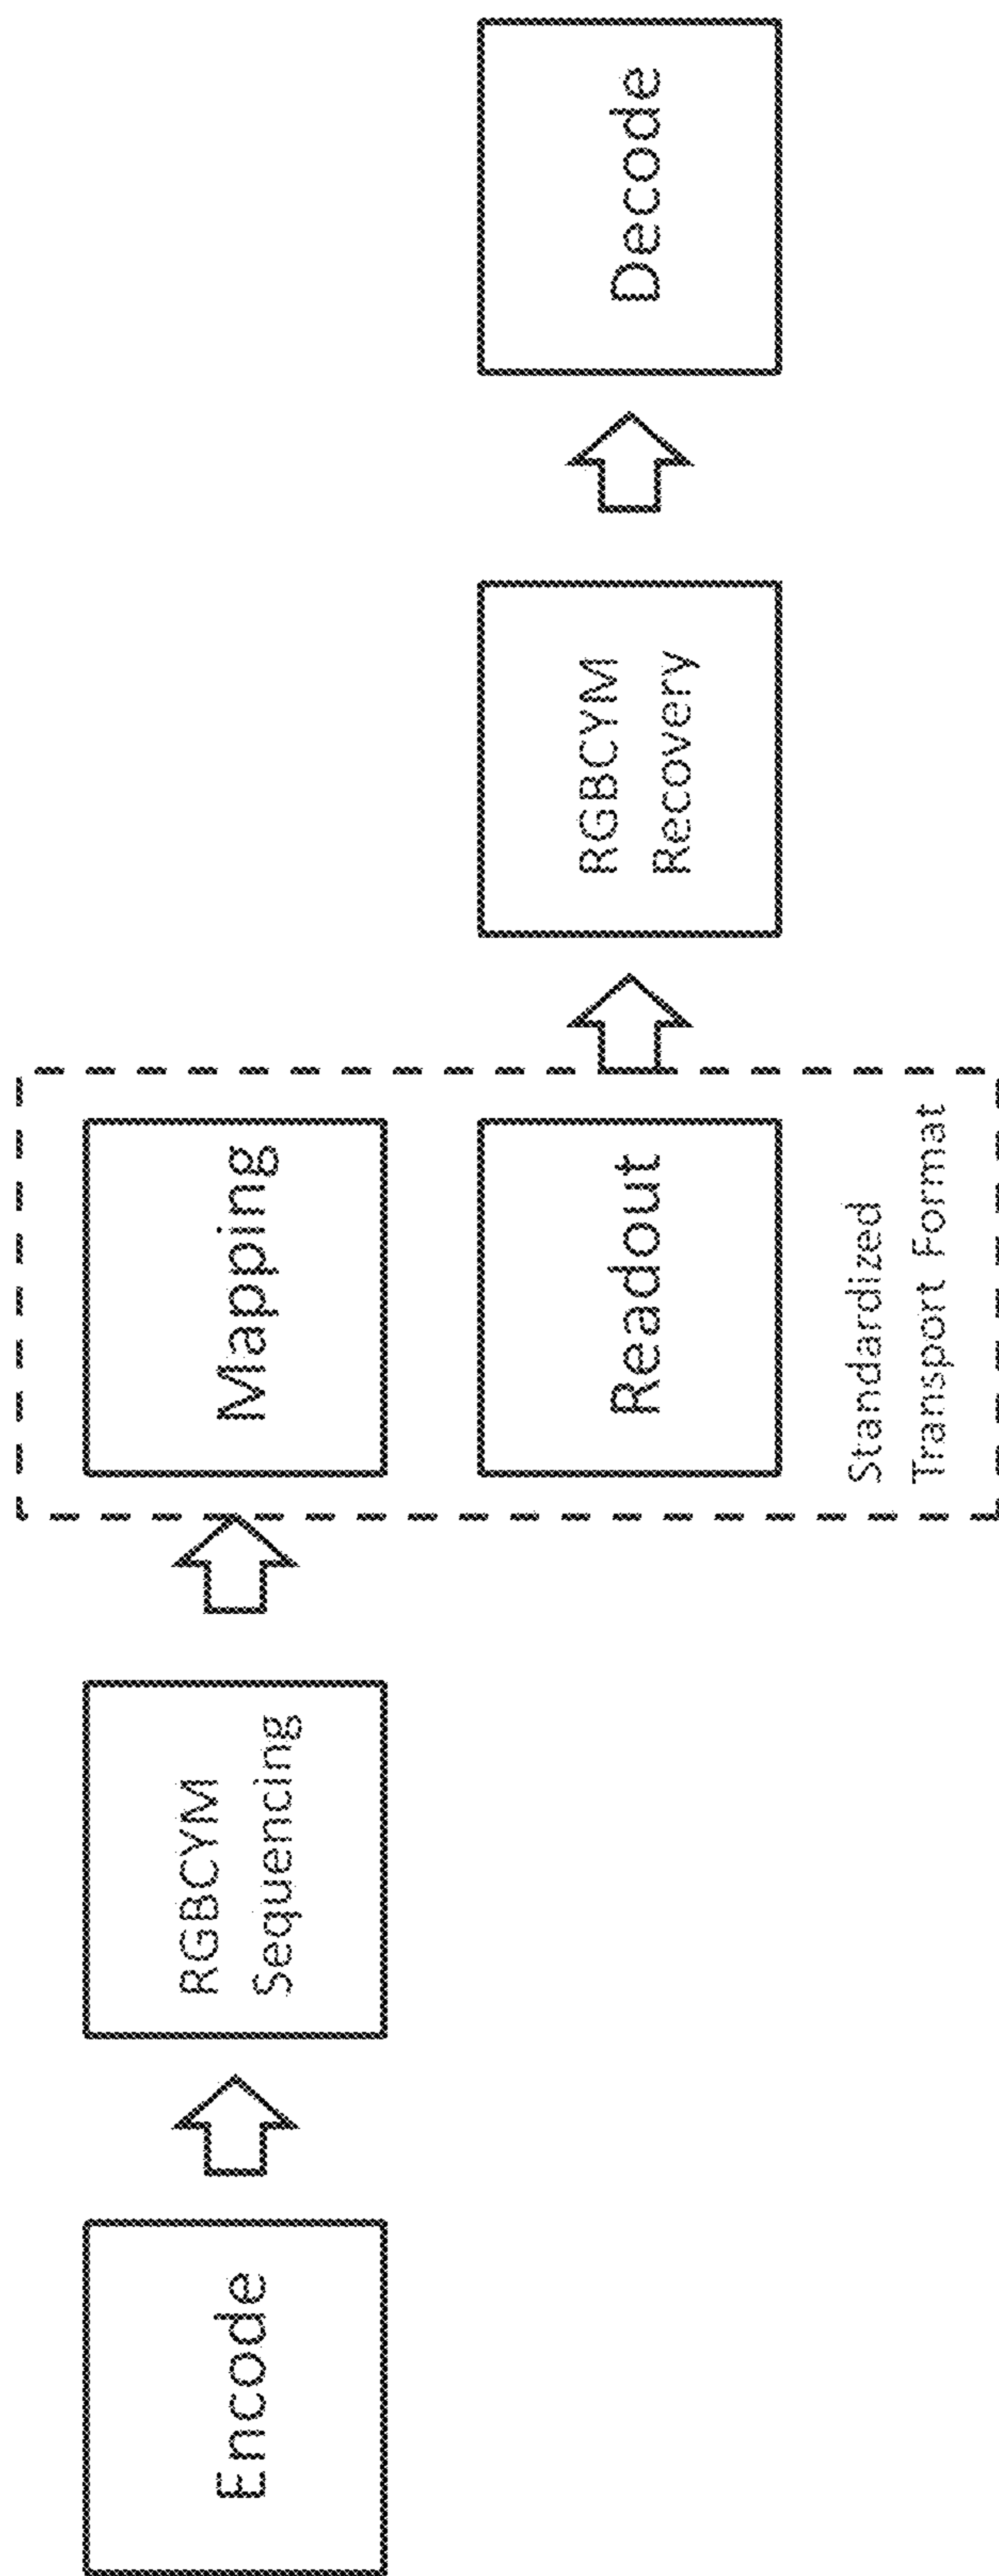 Encode
RGBCYM
Sequencing
Mapping
Readout
Standardized
Transport Format
RGBCYM
Recovery
Decode